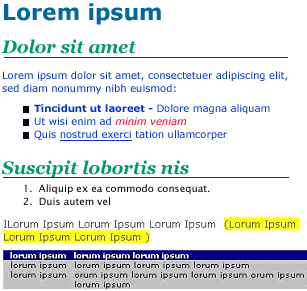 Lorem ipsum
Dolor sit amet
Lorem ipsum dolor sit amet, consectetuer adipiscing elit,
sed diam nonummy nibh euismod:
Tincidunt ut laoreet - Dolore magna aliquam
Ut wisi enim ad minim veniam
Quis nostrud exerci tation ullamcorper
Suscipit lobortis nis
1. Aliquip ex ea commodo consequat.
2. Duis autem vel
ILorum Ipsum Lorum Ipsum Lorum Ipsum (Lorum Ipsum
Lorum Ipsum Lorum Ipsum )
lorum ipsum lorum ipsum lorum ipsum
lorum ipsum lorum ipsum lorum ipsum lorum ipsum
lorum ipsum orum ipsum lorum ipsum lorum ipsum orum ipsum
lorum ipsum